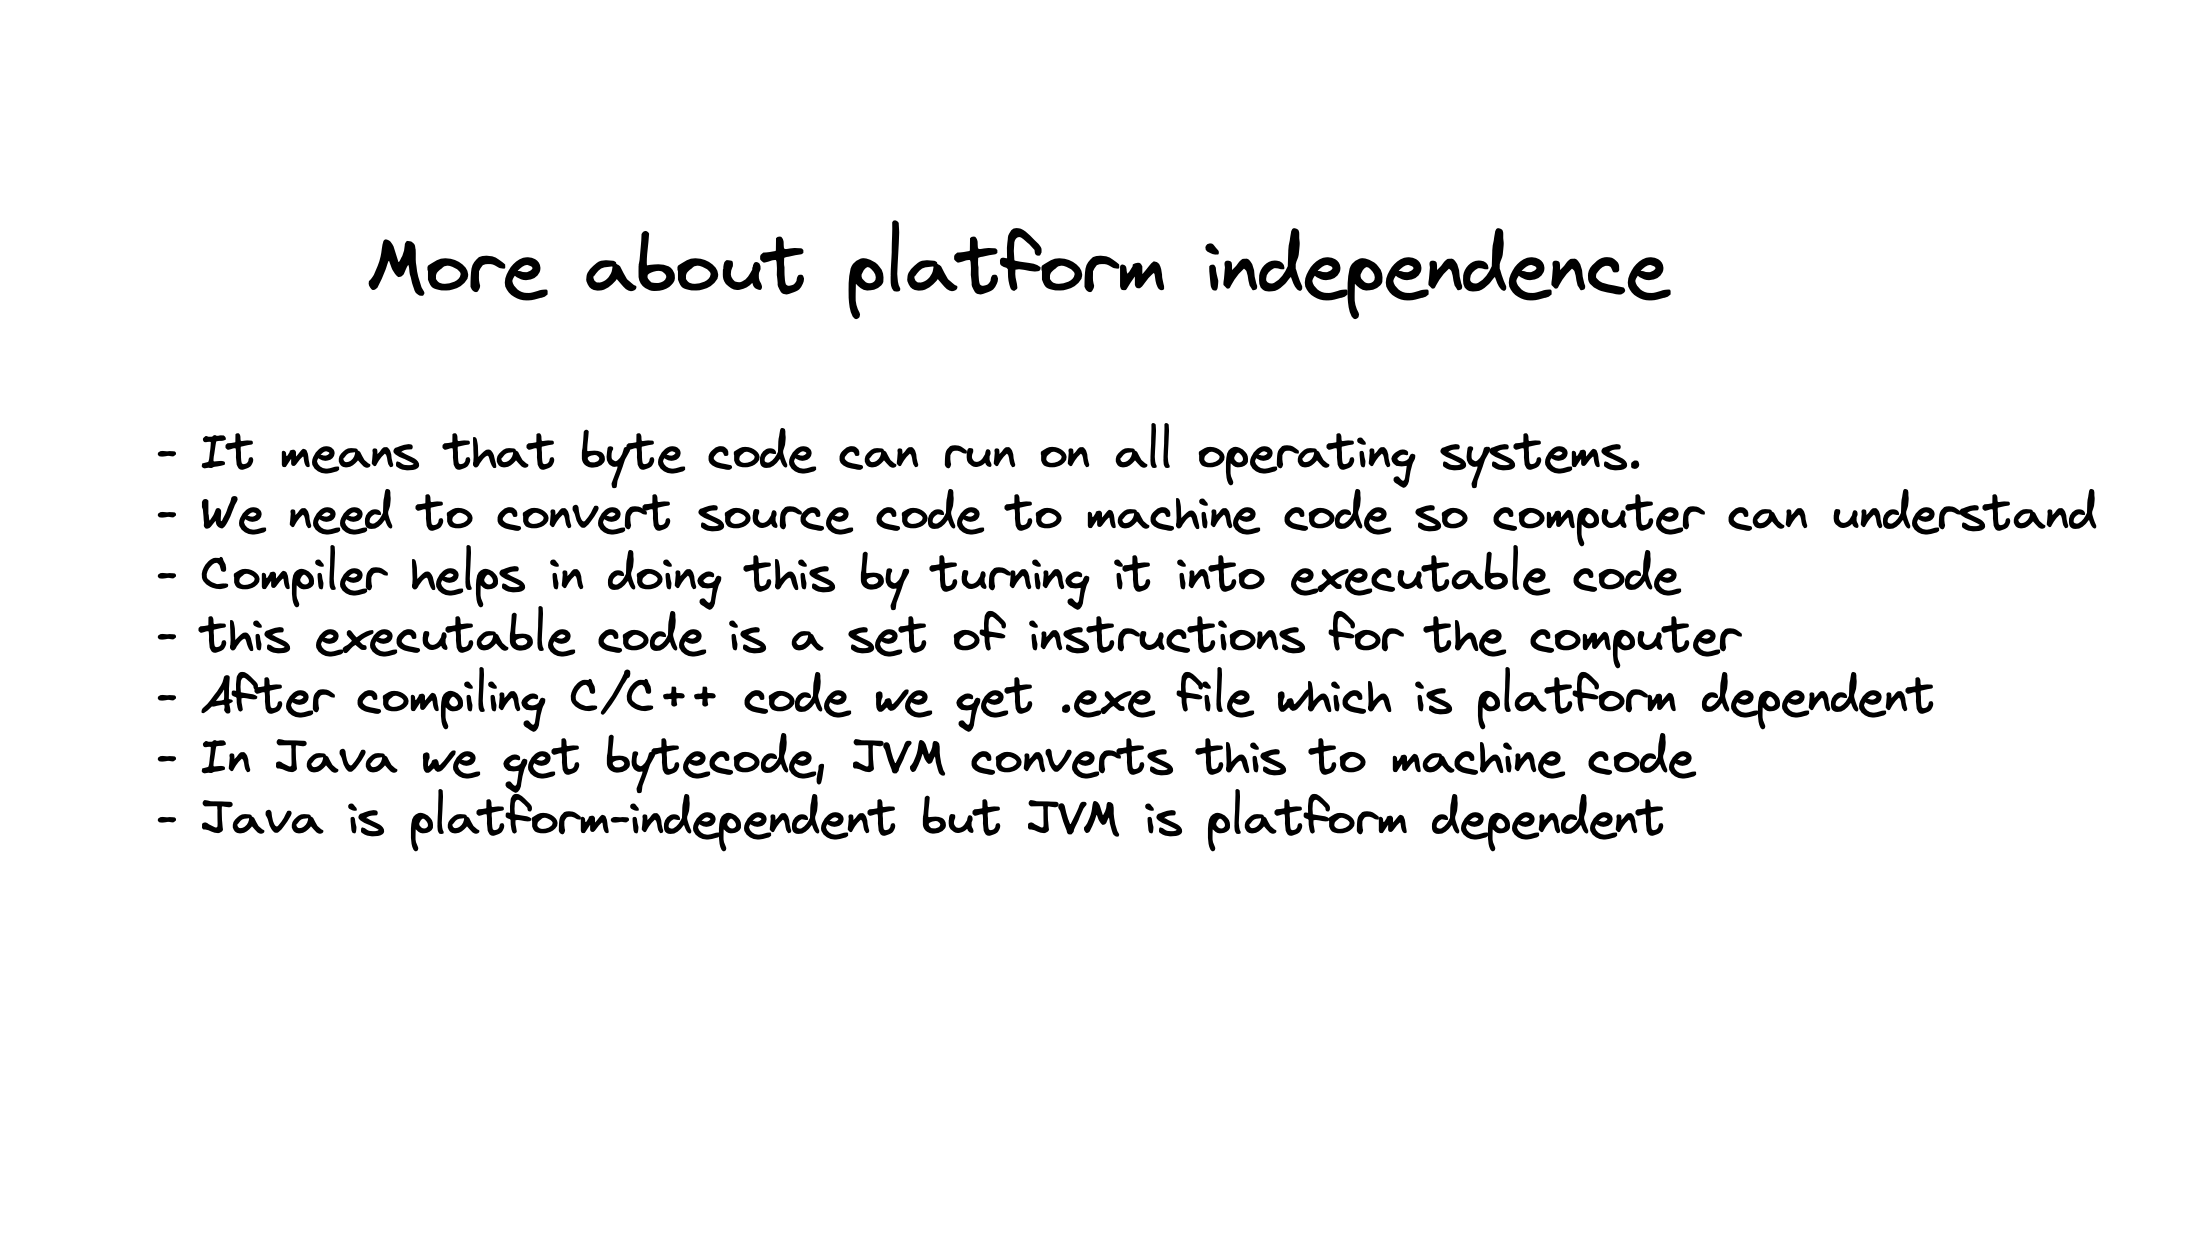 More about platform independence
- It means that byte code can run on all operating systems.
- We need to convert source code to machine code so computer can understand
- Compiler helps in doing this by turning it into executable code
- this executable code is a set of instructions for the computer
- After compiling C/C++ code we get .exe file which is platform dependent
- In Java we get bytecode, JVM converts this to machine code
- Java is platform-independent but JVM is platform dependent